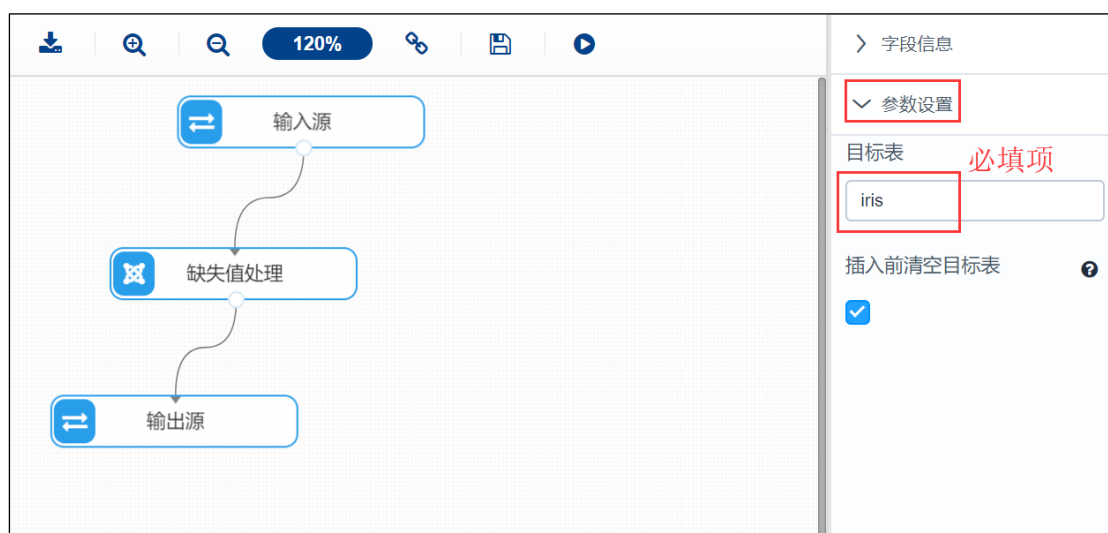 120%
字段信息
参数设置
目标表
必填项
iris
插入前清空目标表
输入源
缺失值处理
输出源